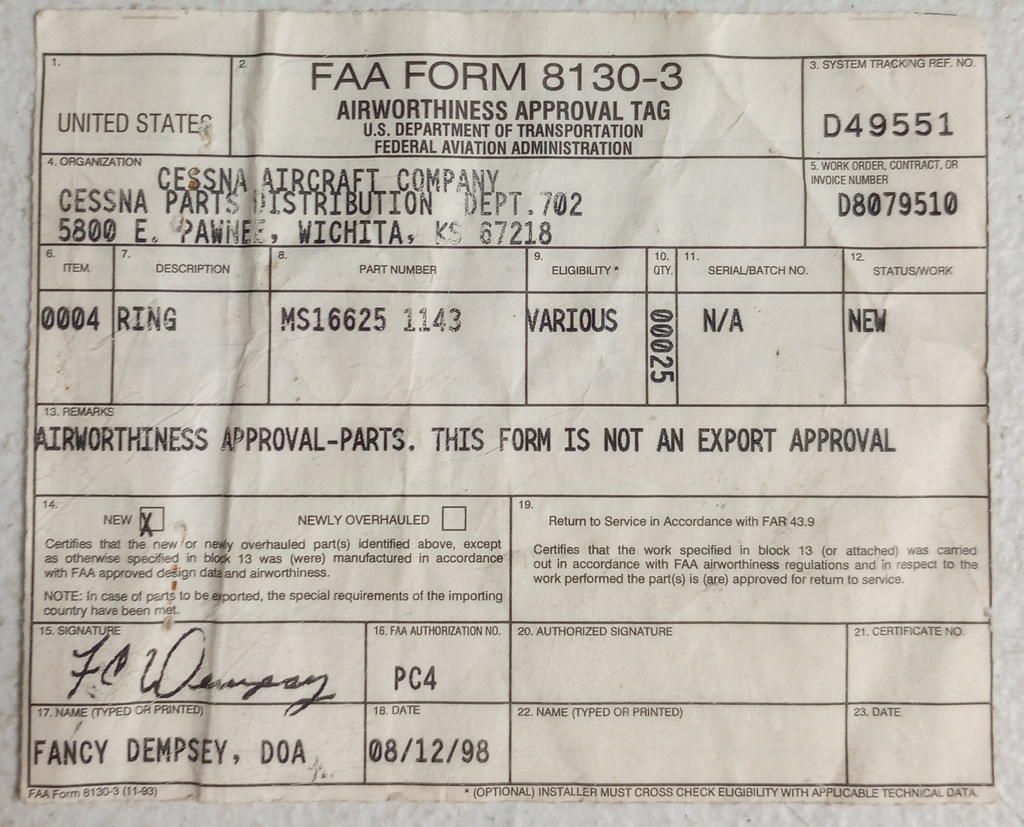 1.
UNITED STATES
2.
FAA FORM 8130-3
AIRWORTHINESS APPROVAL TAG
U.S. DEPARTMENT OF TRANSPORTATION
FEDERAL AVIATION ADMINISTRATION
3. SYSTEM TRACKING REF. NO.
D49551
4. ORGANIZATION
CESSNA AIRCRAFT COMPANY
CESSNA PARTS DISTRIBUTION DEPT.702
5800 E. PAWNEE, WICHITA, KS 67218
5. WORK ORDER, CONTRACT, OR
INVOICE NUMBER
D8079510
6.
ITEM
7.
DESCRIPTION
8.
PART NUMBER
9.
ELIGIBILITY *
10.
QTY.
11.
SERIAL/BATCH NO.
12.
STATUS/WORK
0004
RING
MS16625 1143
VARIOUS
00025
N/A
NEW
13. REMARKS
AIRWORTHINESS APPROVAL-PARTS. THIS FORM IS NOT AN EXPORT APPROVAL
14.
NEW X NEWLY OVERHAULED
Certifies that the new or newly overhauled part(s) identified above, except
as otherwise specified in block 13 was (were) manufactured in accordance
with FAA approved design data and airworthiness.
NOTE: In case of parts to be exported, the special requirements of the importing
country have been met.
19.
Return to Service in Accordance with FAR 43.9
Certifies that the work specified in block 13 (or attached) was carried
out in accordance with FAA airworthiness regulations and in respect to the
work performed the part(s) is (are) approved for return to service.
15. SIGNATURE
FC Dempsey
16. FAA AUTHORIZATION NO.
PC4
20. AUTHORIZED SIGNATURE
21. CERTIFICATE NO.
17. NAME (TYPED OR PRINTED)
FANCY DEMPSEY, DOA
18. DATE
08/12/98
22. NAME (TYPED OR PRINTED)
23. DATE
FAA Form 8130-3 (11-93)
* (OPTIONAL) INSTALLER MUST CROSS CHECK ELIGIBILITY WITH APPLICABLE TECHNICAL DATA.